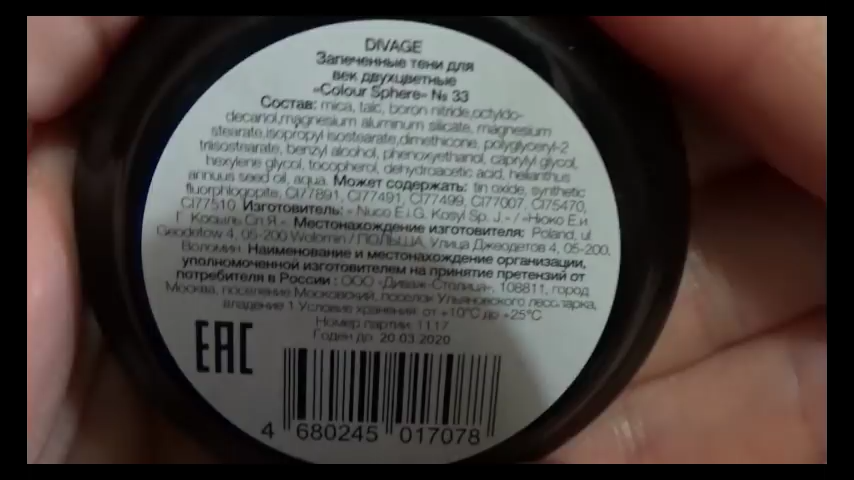 DIVAGE
Запеченные тени для
век двухцветные
«Colour Sphere» № 33
Состав: mica, talc, boron nitride,octyldo-
decanol,magnesium aluminum silicate, magnesium
stearate,isopropyl isostearate,dimethicone, polyglyceryl-2
triisostearate, benzyl alcohol, phenoxyethanol, caprylyl glycol,
hexylene glycol, tocopherol, dehydroacetic acid, helianthus
annuus seed oil, aqua. Может содержать: tin oxide, synthetic
fluorphlogopite, CI77891, CI77491, CI77499, CI77007, CI75470,
CI77510. Изготовитель: « Nuco E.i G. Kosyl Sp. J.» / «Нюко Е.и
Г. Косыль Сп.Я.» Местонахождение изготовителя: Poland, ul.
Geodetow 4, 05-200 Wolomin / ПОЛЬША, Улица Джеодетов 4, 05-200,
Воломин. Наименование и местонахождение организации,
уполномоченной изготовителем на принятие претензий от
потребителя в России : ООО «Диваж-Столица», 108811, город
Москва, поселение Московский, поселок Ульяновского лесопарка,
владение 1 Условие хранения: от +10°С до +25°С
Номер партии: 1117
Годен до: 20.03.2020
EAC
4 680245 017078